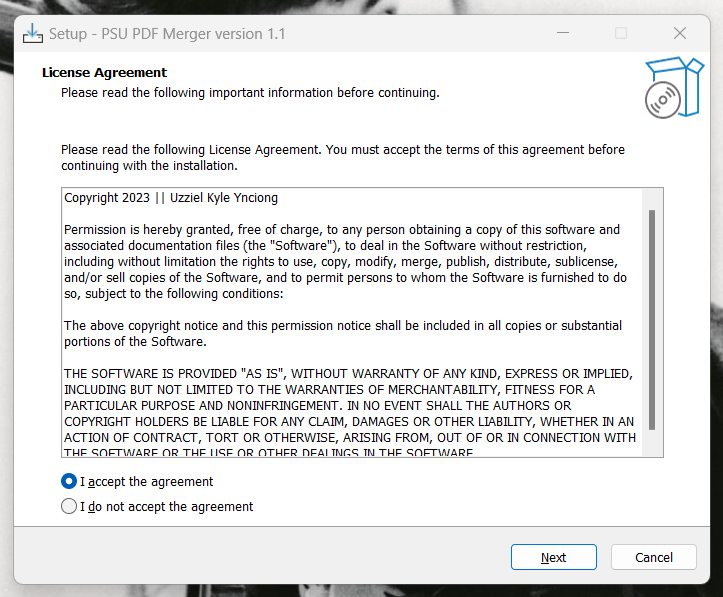 Setup - PSU PDF Merger version 1.1
License Agreement
Please read the following important information before continuing.
Please read the following License Agreement. You must accept the terms of this agreement before
continuing with the installation.
Copyright 2023 || Uzziel Kyle Ynciong
Permission is hereby granted, free of charge, to any person obtaining a copy of this software and
associated documentation files (the "Software"), to deal in the Software without restriction,
including without limitation the rights to use, copy, modify, merge, publish, distribute, sublicense,
and/or sell copies of the Software, and to permit persons to whom the Software is furnished to do
so, subject to the following conditions:
The above copyright notice and this permission notice shall be included in all copies or substantial
portions of the Software.
THE SOFTWARE IS PROVIDED "AS IS", WITHOUT WARRANTY OF ANY KIND, EXPRESS OR IMPLIED,
INCLUDING BUT NOT LIMITED TO THE WARRANTIES OF MERCHANTABILITY, FITNESS FOR A
PARTICULAR PURPOSE AND NONINFRINGEMENT. IN NO EVENT SHALL THE AUTHORS OR
COPYRIGHT HOLDERS BE LIABLE FOR ANY CLAIM, DAMAGES OR OTHER LIABILITY, WHETHER IN AN
ACTION OF CONTRACT, TORT OR OTHERWISE, ARISING FROM, OUT OF OR IN CONNECTION WITH
THE SOFTWARE OR THE USE OR OTHER DEALINGS IN THE SOFTWARE.
I accept the agreement
I do not accept the agreement
Next
Cancel